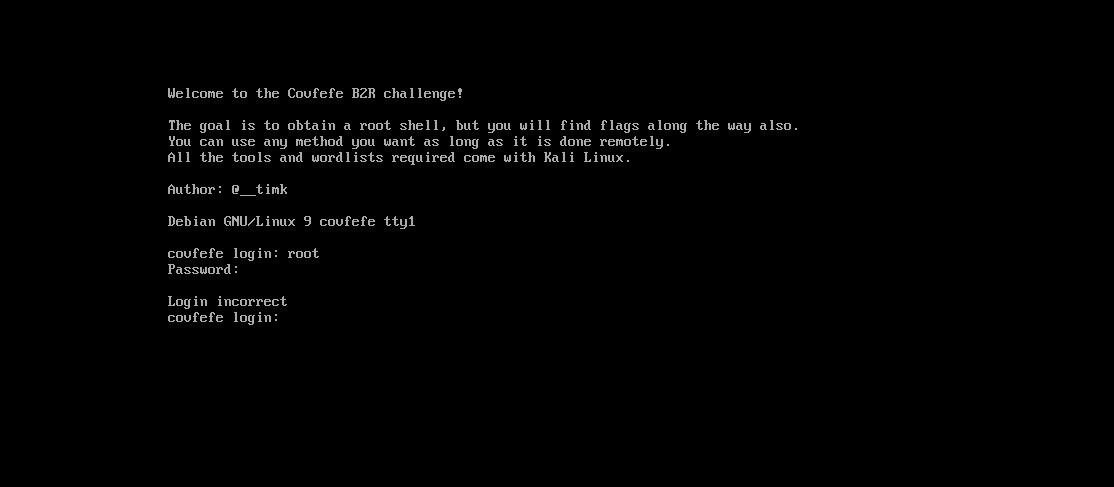 Welcome to the Covfefe B2R challenge!
The goal is to obtain a root shell, but you will find flags along the way also.
You can use any method you want as long as it is done remotely.
All the tools and wordlists required come with Kali Linux.
Author: @__timk
Debian GNU/Linux 9 covfefe tty1
covfefe login: root
Password:
Login incorrect
covfefe login: